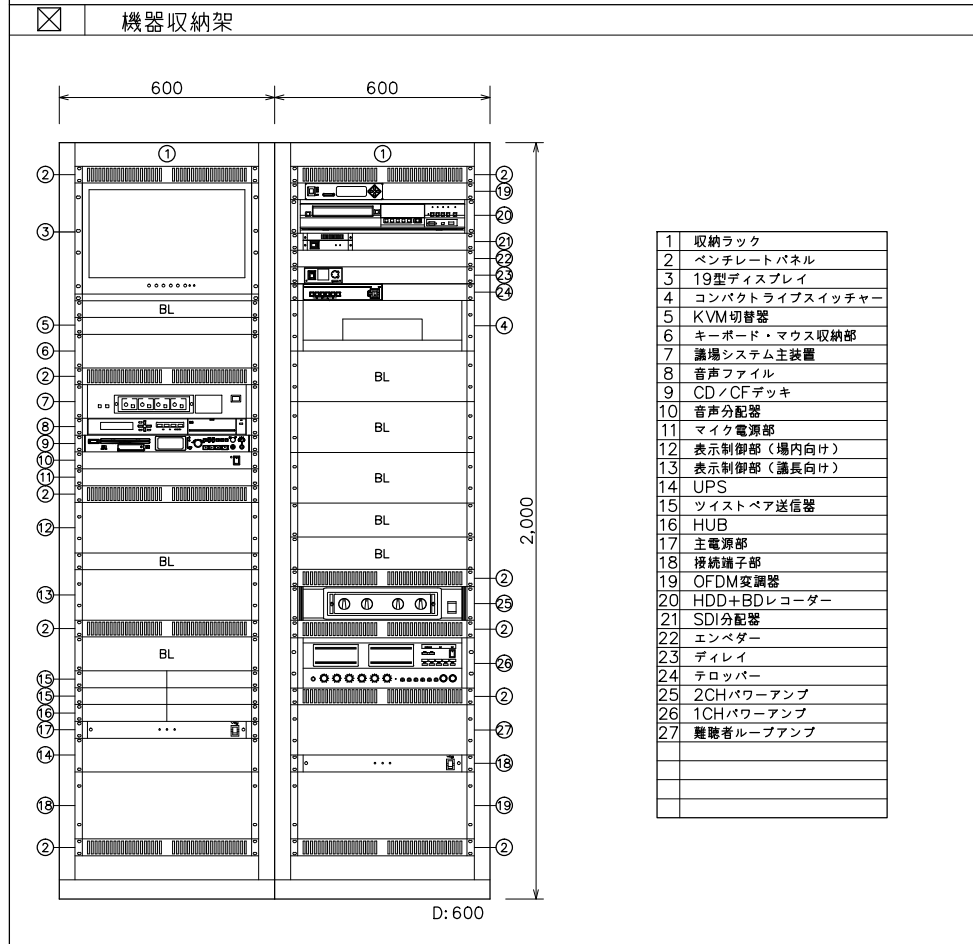 機器収納架
600 600
① ①
② ②
⑲
⑳
③
㉑
㉒
㉓
㉔
BL
⑤ ④
⑥
② BL
⑦
⑧ BL
⑨
⑩
⑪ BL
②
⑫ BL
2,000
BL BL
②
⑬ ㉕
② ②
BL ㉖
⑮
⑮ ②
⑯
⑰ ㉗
⑭ ⑱
⑱ ⑲
② ②
D:600
1 収納ラック
2 ベンチレートパネル
3 19型ディスプレイ
4 コンパクトライブスイッチャー
5 KVM切替器
6 キーボード・マウス収納部
7 議場システム主装置
8 音声ファイル
9 CD/CFデッキ
10 音声分配器
11 マイク電源部
12 表示制御部(場内向け)
13 表示制御部(議長向け)
14 UPS
15 ツイストペア送信器
16 HUB
17 主電源部
18 接続端子部
19 OFDM変調器
20 HDD+BDレコーダー
21 SDI分配器
22 エンベダー
23 ディレイ
24 テロッパー
25 2CHパワーアンプ
26 1CHパワーアンプ
27 難聴者ループアンプ